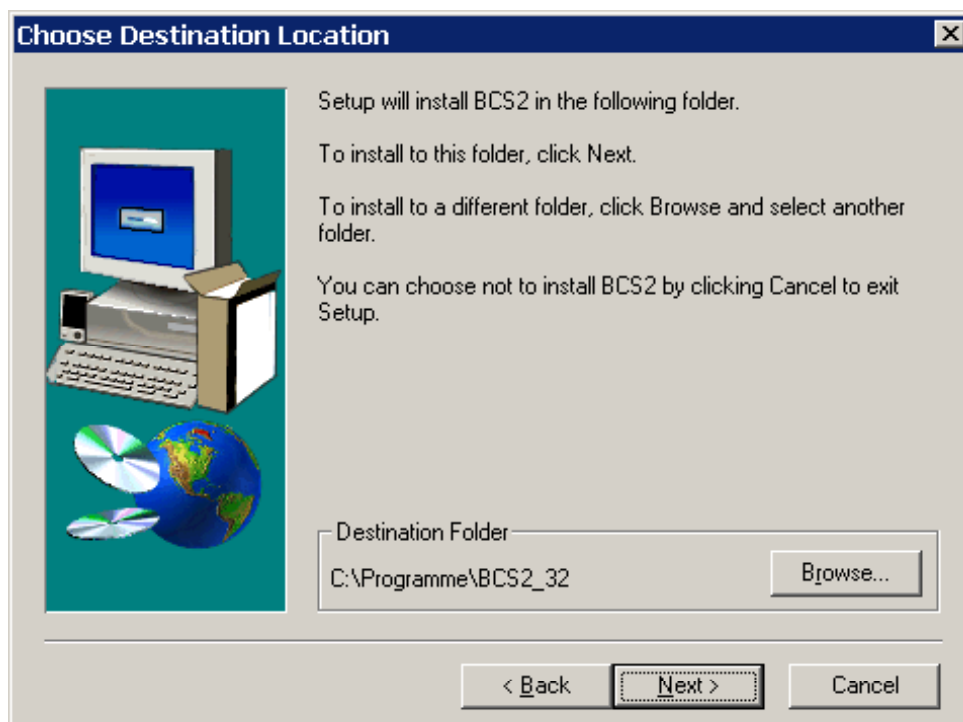 Choose Destination Location
Setup will install BCS2 in the following folder.
To install to this folder, click Next.
To install to a different folder, click Browse and select another
folder.
You can choose not to install BCS2 by clicking Cancel to exit
Setup.
Destination Folder
C:\Programme\BCS2_32
Browse...
< Back
Next >
Cancel